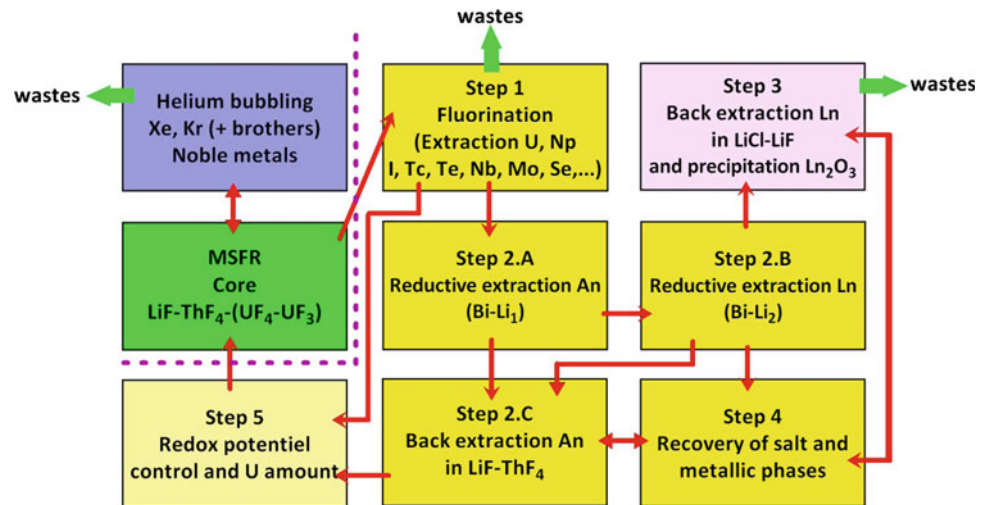 wastes
wastes
Helium bubbling
Xe, Kr (+ brothers)
Noble metals
Step 1
Fluorination
(Extraction U, Np
I, Tc, Te, Nb, Mo, Se,...)
Step 3
Back extraction Ln
in LiCl-LiF
and precipitation Ln₂O₃
wastes
MSFR
Core
LiF-ThF₄-(UF₄-UF₃)
Step 2.A
Reductive extraction An
(Bi-Li₁)
Step 2.B
Reductive extraction Ln
(Bi-Li₂)
Step 5
Redox potentiel
control and U amount
Step 2.C
Back extraction An
in LiF-ThF₄
Step 4
Recovery of salt and
metallic phases